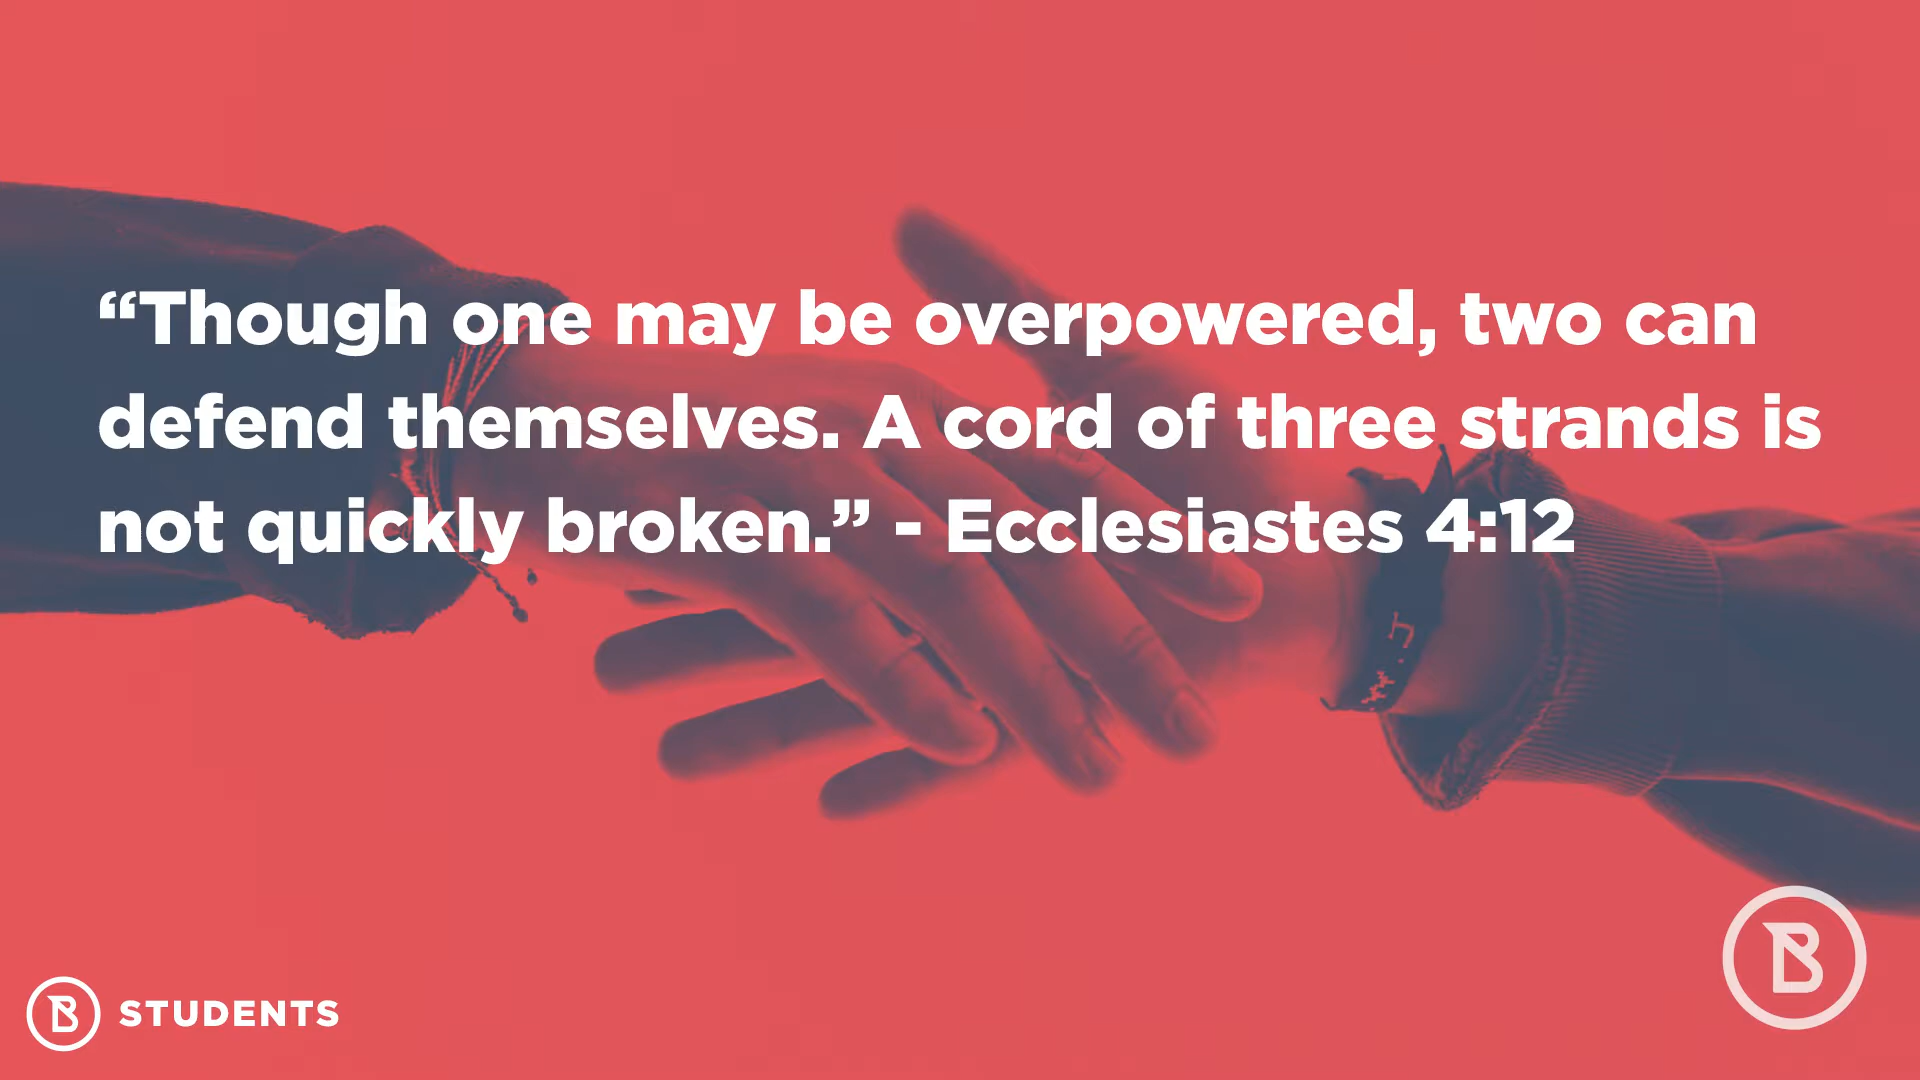 “Though one may be overpowered, two can
defend themselves. A cord of three strands is
not quickly broken.” - Ecclesiastes 4:12
B
B STUDENTS